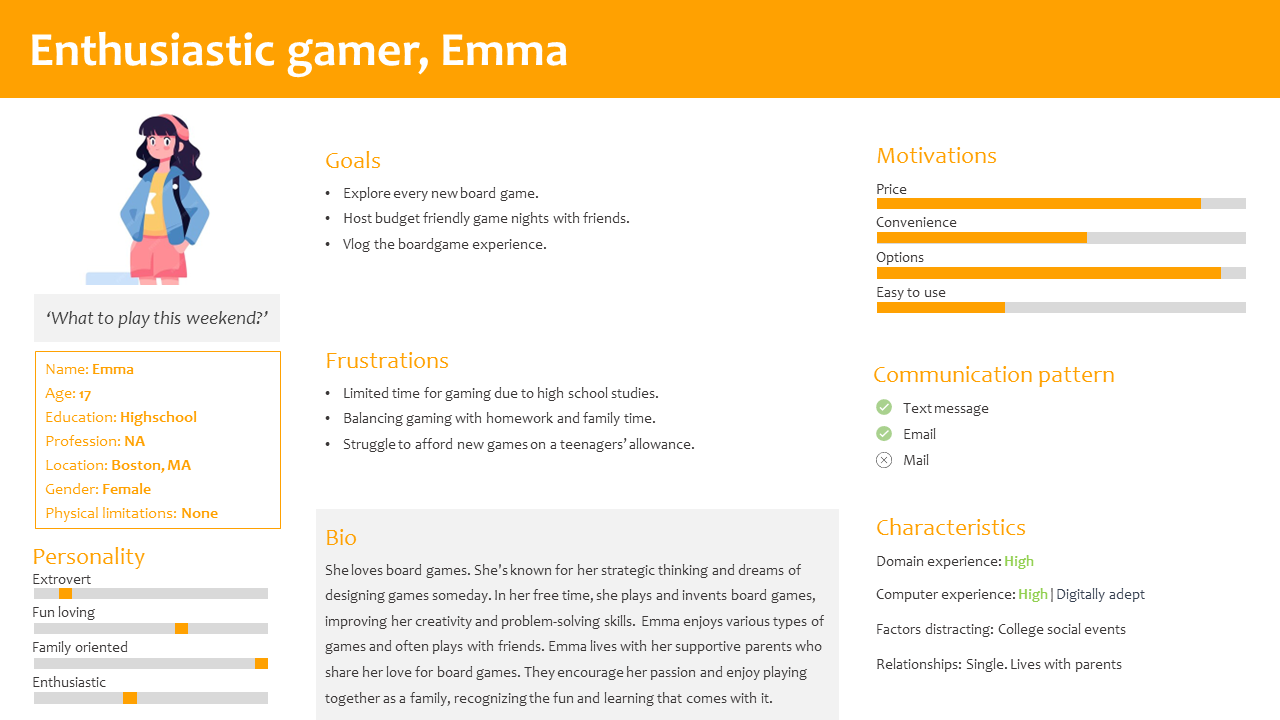 Enthusiastic gamer, Emma
‘What to play this weekend?’
Name: Emma
Age: 17
Education: Highschool
Profession: NA
Location: Boston, MA
Gender: Female
Physical limitations: None
Personality
Extrovert
Fun loving
Family oriented
Enthusiastic
Goals
• Explore every new board game.
• Host budget friendly game nights with friends.
• Vlog the boardgame experience.
Frustrations
• Limited time for gaming due to high school studies.
• Balancing gaming with homework and family time.
• Struggle to afford new games on a teenagers’ allowance.
Bio
She loves board games. She's known for her strategic thinking and dreams of
designing games someday. In her free time, she plays and invents board games,
improving her creativity and problem-solving skills. Emma enjoys various types of
games and often plays with friends. Emma lives with her supportive parents who
share her love for board games. They encourage her passion and enjoy playing
together as a family, recognizing the fun and learning that comes with it.
Motivations
Price
Convenience
Options
Easy to use
Communication pattern
Text message
Email
Mail
Characteristics
Domain experience: High
Computer experience: High | Digitally adept
Factors distracting: College social events
Relationships: Single. Lives with parents